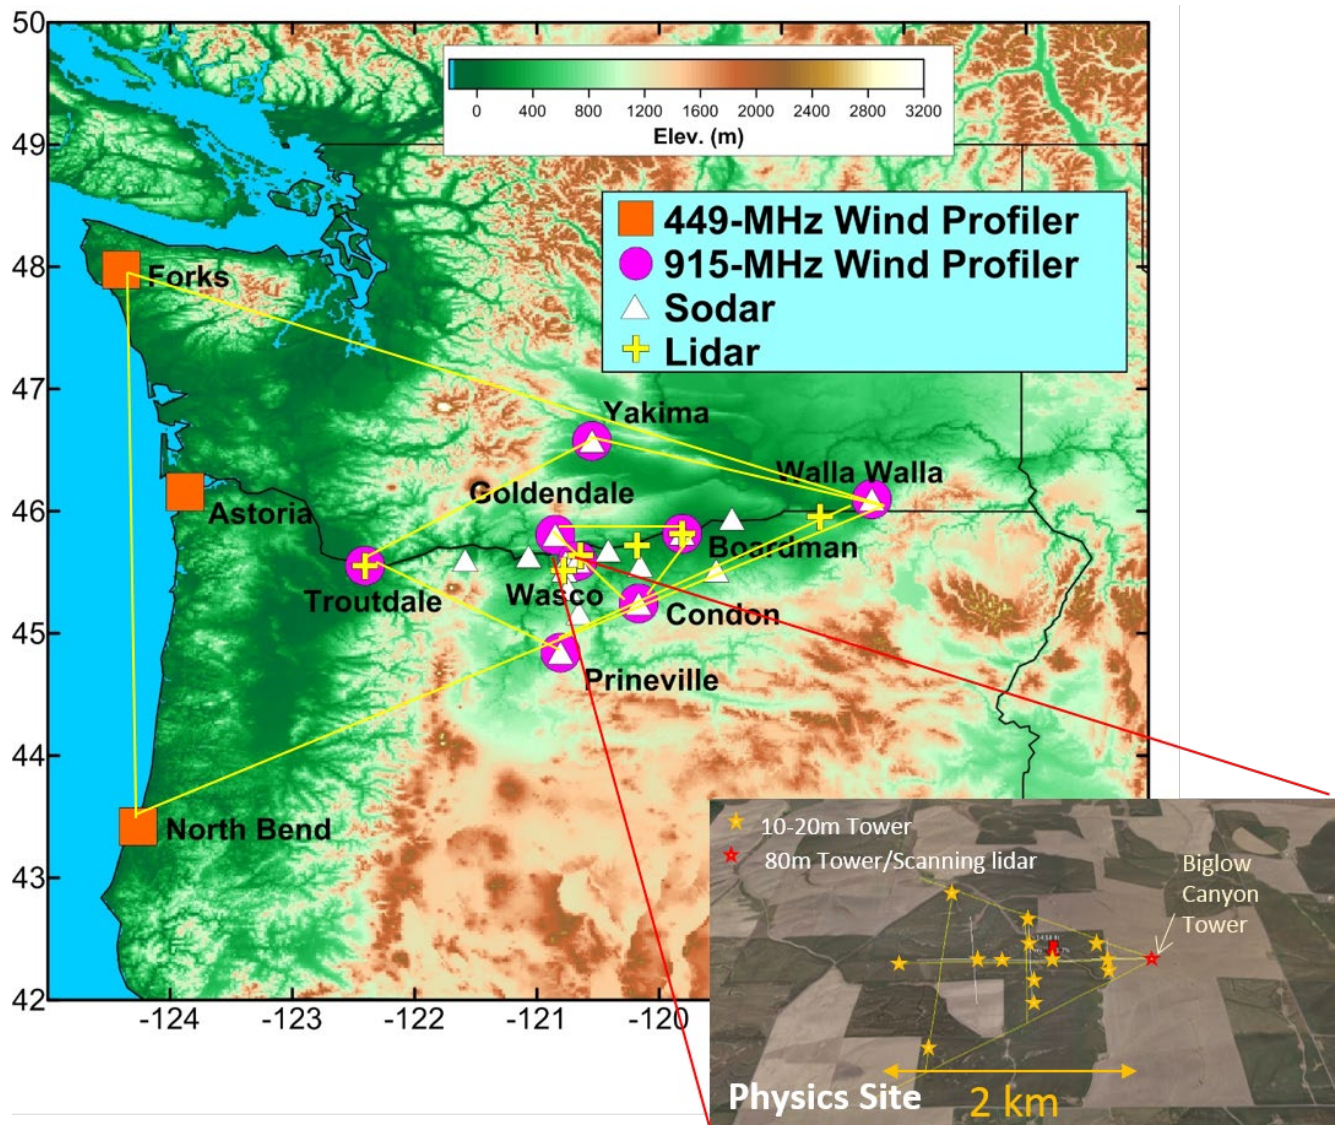 50
49
48
47
46
45
44
43
42
-124
-123
-122
-121
-120
0 400 800 1200 1600 2000 2400 2800 3200
Elev. (m)
449-MHz Wind Profiler
915-MHz Wind Profiler
Sodar
Lidar
Forks
Yakima
Walla Walla
Goldendale
Astoria
Boardman
Troutdale
Wasco
Condon
Prineville
North Bend
10-20m Tower
80m Tower/Scanning lidar
Biglow
Canyon
Tower
Physics Site
2 km